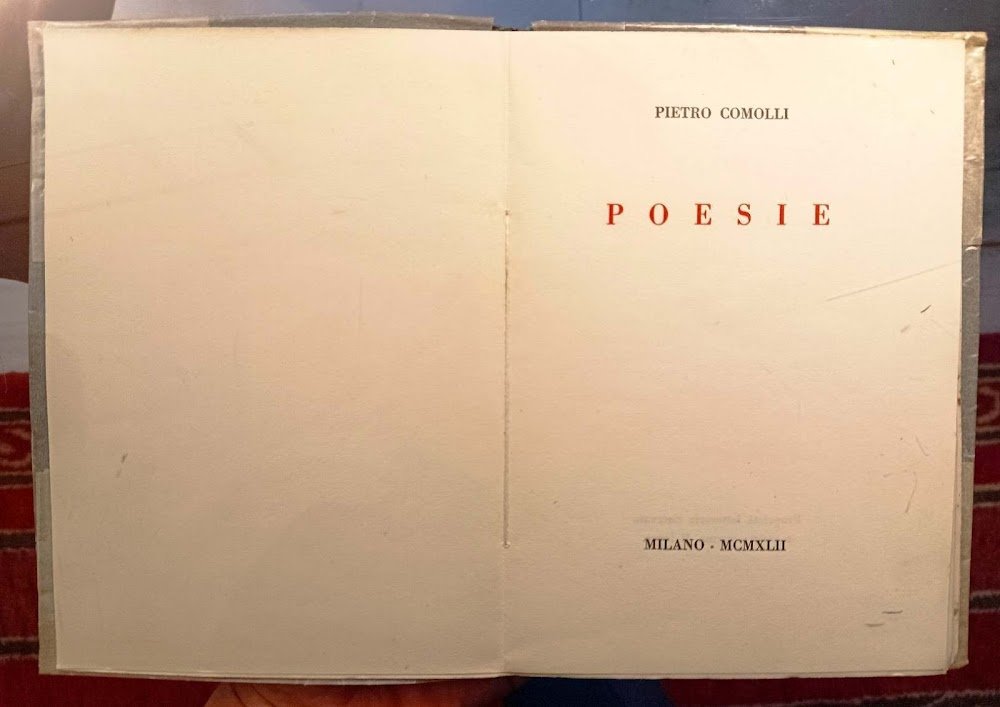 PIETRO COMOLLI
POESIE
MILANO - MCMXLII